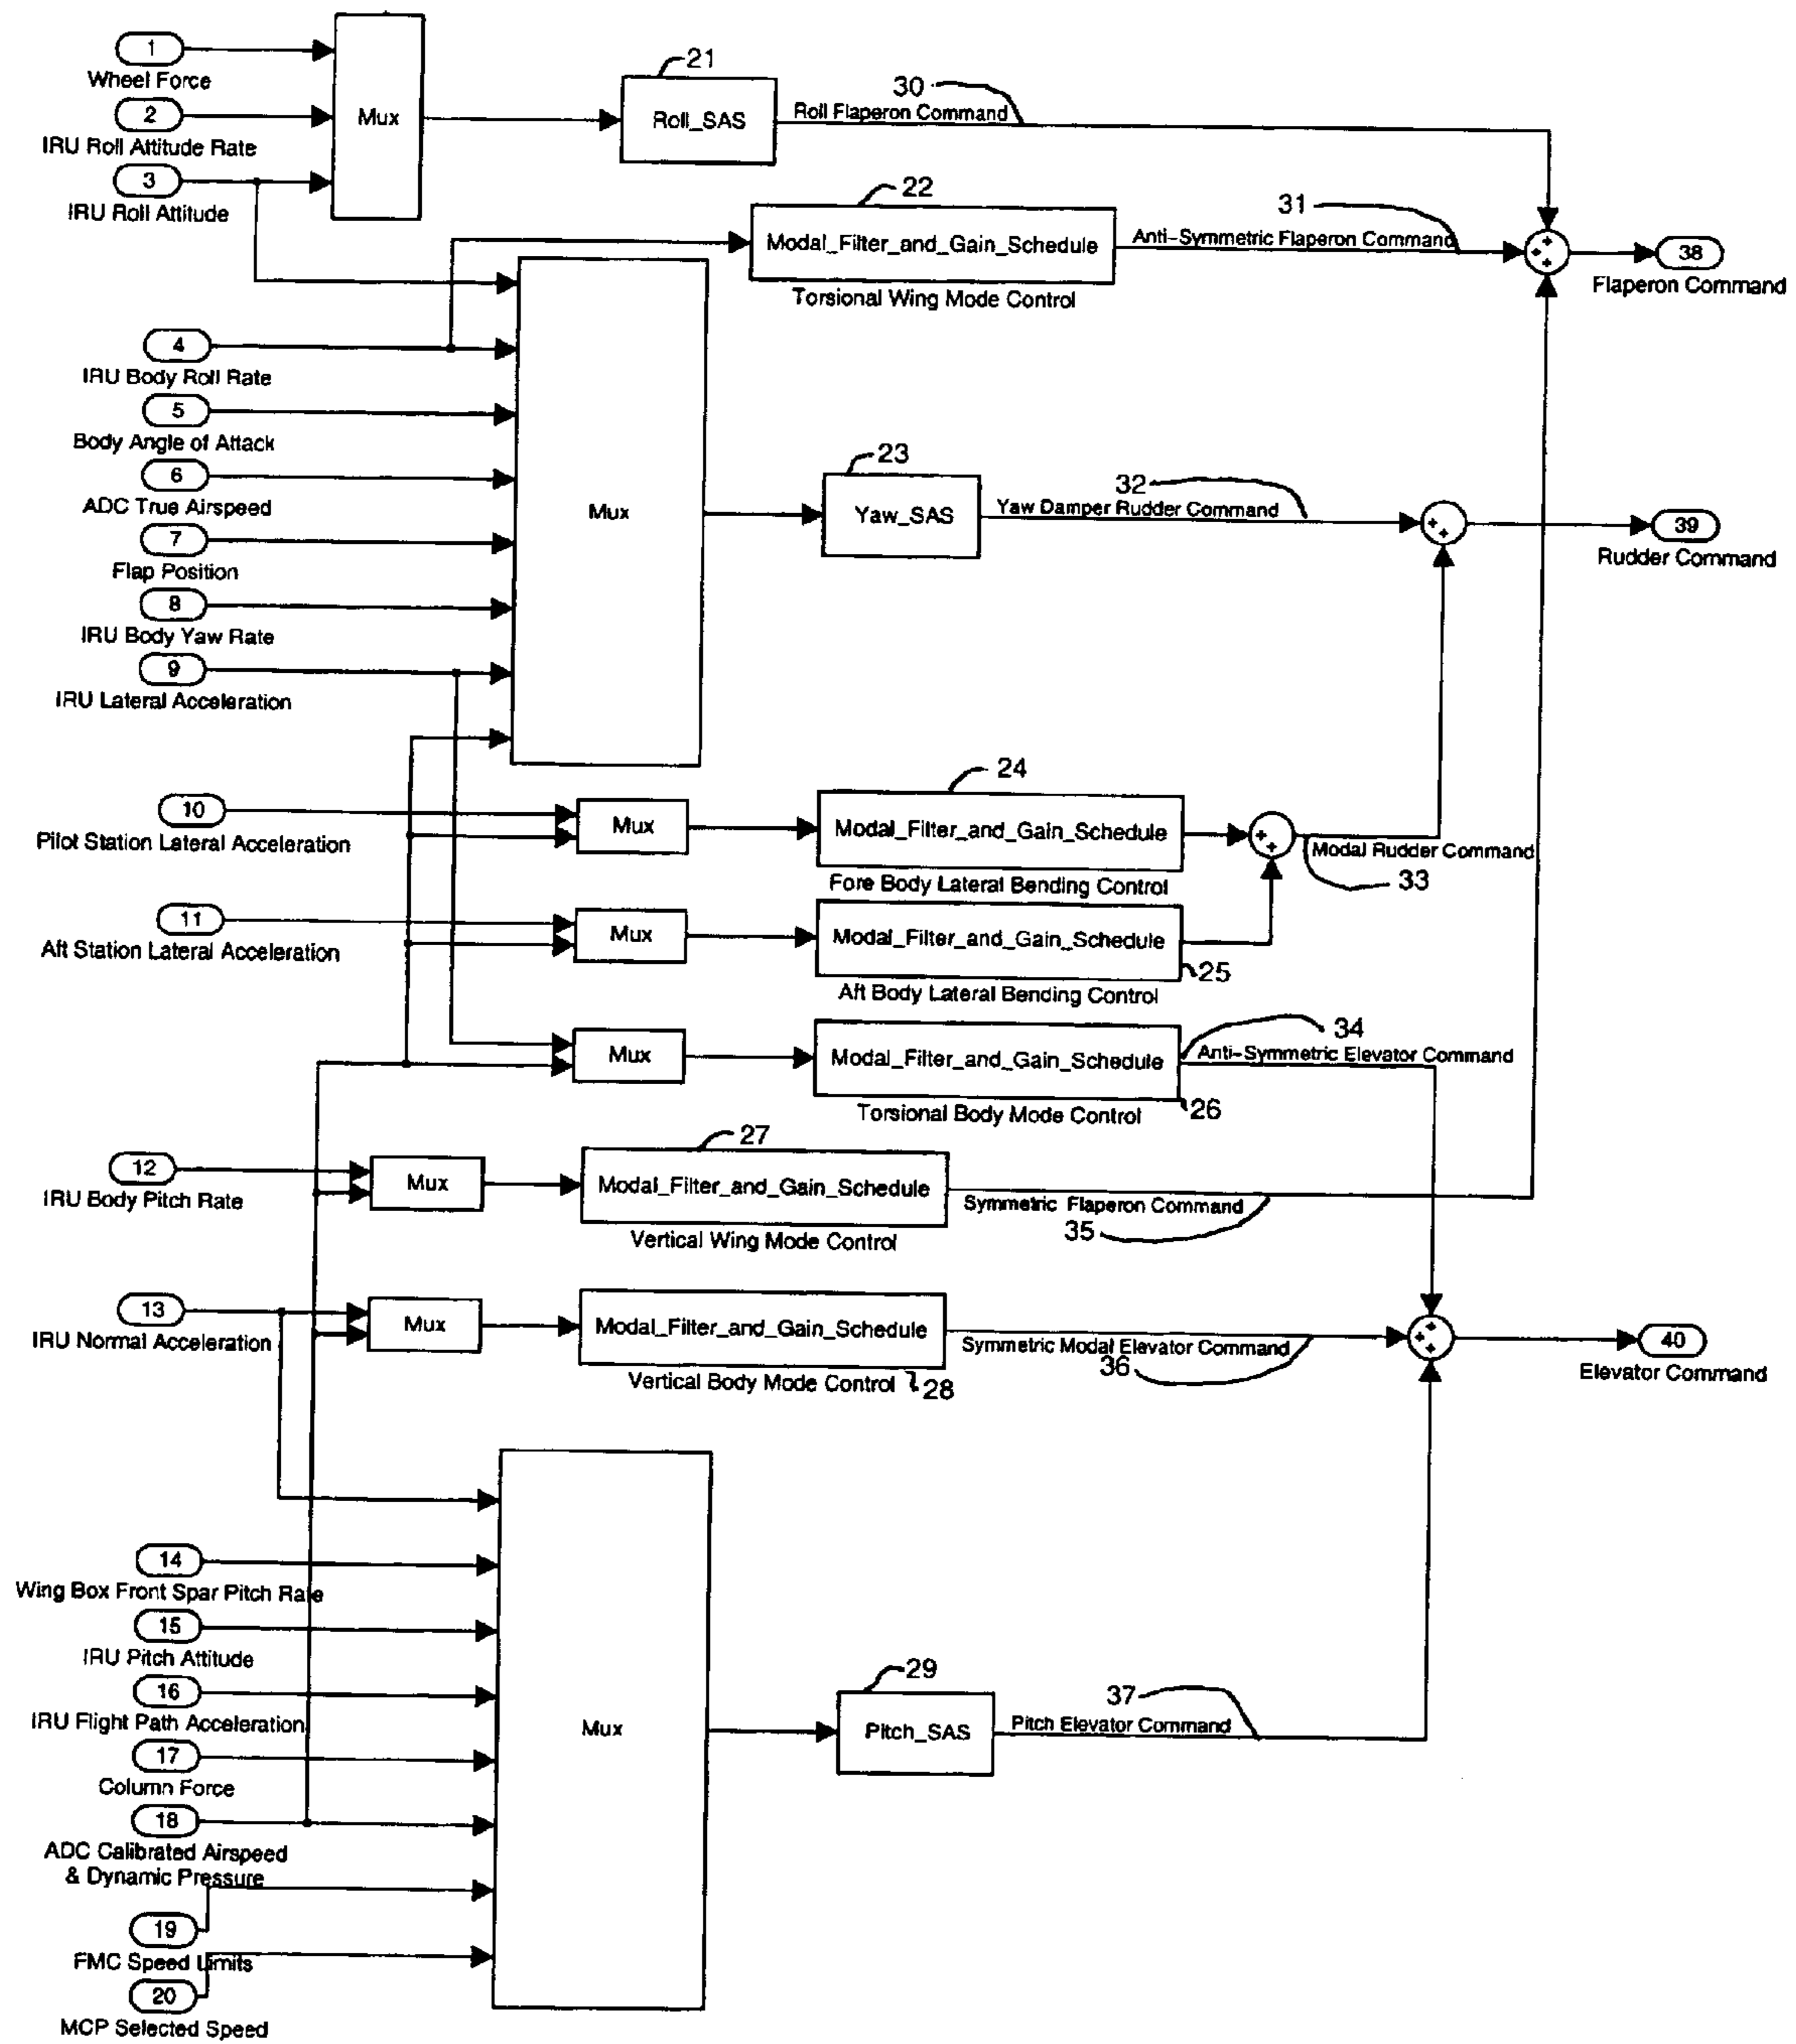 1
Wheel Force
2
IRU Roll Attitude Rate
3
IRU Roll Attitude
Mux
21
Roll_SAS
30
Roll Flaperon Command
22
Modal_Filter_and_Gain_Schedule
Torsional Wing Mode Control
31
Anti-Symmetric Flaperon Command
+
+
+
38
Flaperon Command
4
IRU Body Roll Rate
5
Body Angle of Attack
6
ADC True Airspeed
7
Flap Position
8
IRU Body Yaw Rate
9
IRU Lateral Acceleration
Mux
23
Yaw_SAS
32
Yaw Damper Rudder Command
+
+
39
Rudder Command
10
Pilot Station Lateral Acceleration
Mux
24
Modal_Filter_and_Gain_Schedule
Fore Body Lateral Bending Control
+
+
Modal Rudder Command
33
11
Aft Station Lateral Acceleration
Mux
Modal_Filter_and_Gain_Schedule
25
Aft Body Lateral Bending Control
Mux
Modal_Filter_and_Gain_Schedule
26
Torsional Body Mode Control
34
Anti-Symmetric Elevator Command
12
IRU Body Pitch Rate
Mux
27
Modal_Filter_and_Gain_Schedule
Vertical Wing Mode Control
Symmetric Flaperon Command
35
13
IRU Normal Acceleration
Mux
Modal_Filter_and_Gain_Schedule
Vertical Body Mode Control
28
Symmetric Modal Elevator Command
36
+
+
+
40
Elevator Command
14
Wing Box Front Spar Pitch Rate
15
IRU Pitch Attitude
16
IRU Flight Path Acceleration
17
Column Force
18
ADC Calibrated Airspeed
& Dynamic Pressure
19
FMC Speed Limits
20
MCP Selected Speed
Mux
29
Pitch_SAS
37
Pitch Elevator Command